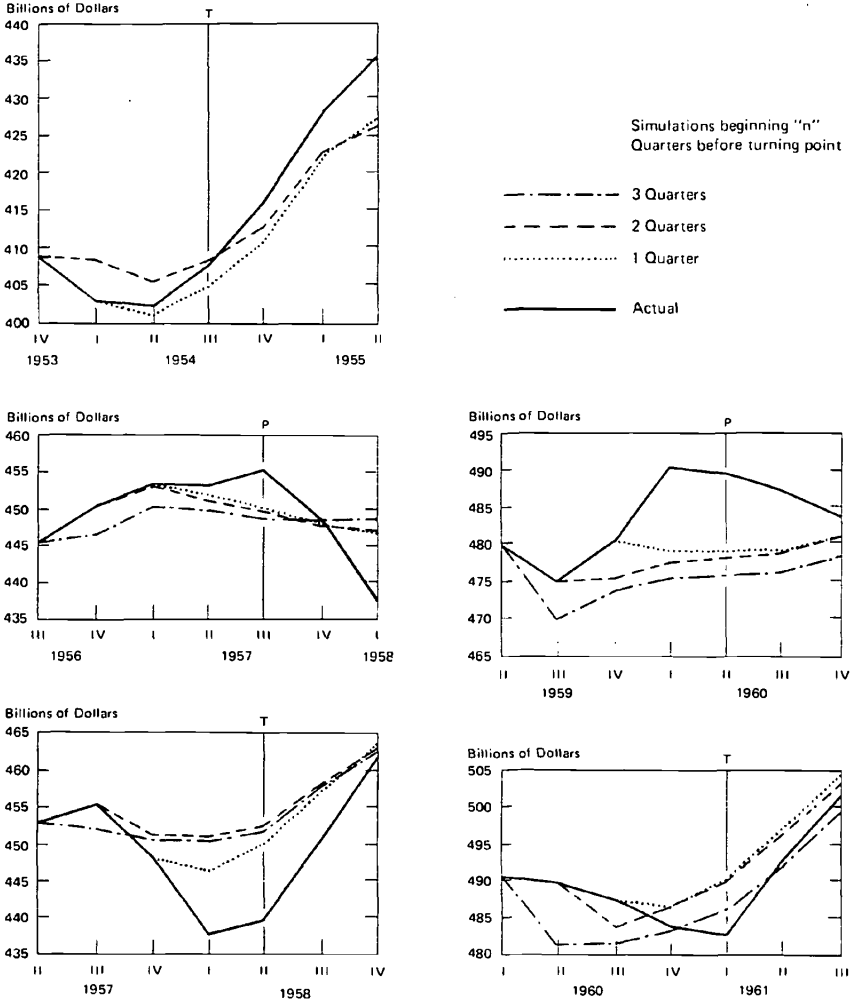 Billions of Dollars
T
440
435
430
425
420
415
410
405
400
IV I II III IV I II
1953 1954 1955
Simulations beginning "n"
Quarters before turning point
3 Quarters
2 Quarters
1 Quarter
Actual
Billions of Dollars
P
460
455
450
445
440
435
III IV I II III IV I
1956 1957 1958
Billions of Dollars
P
495
490
485
480
475
470
465
II III IV I II III IV
1959 1960
Billions of Dollars
T
465
460
455
450
445
440
435
II III IV I II III IV
1957 1958
Billions of Dollars
T
505
500
495
490
485
480
I II III IV I II III
1960 1961